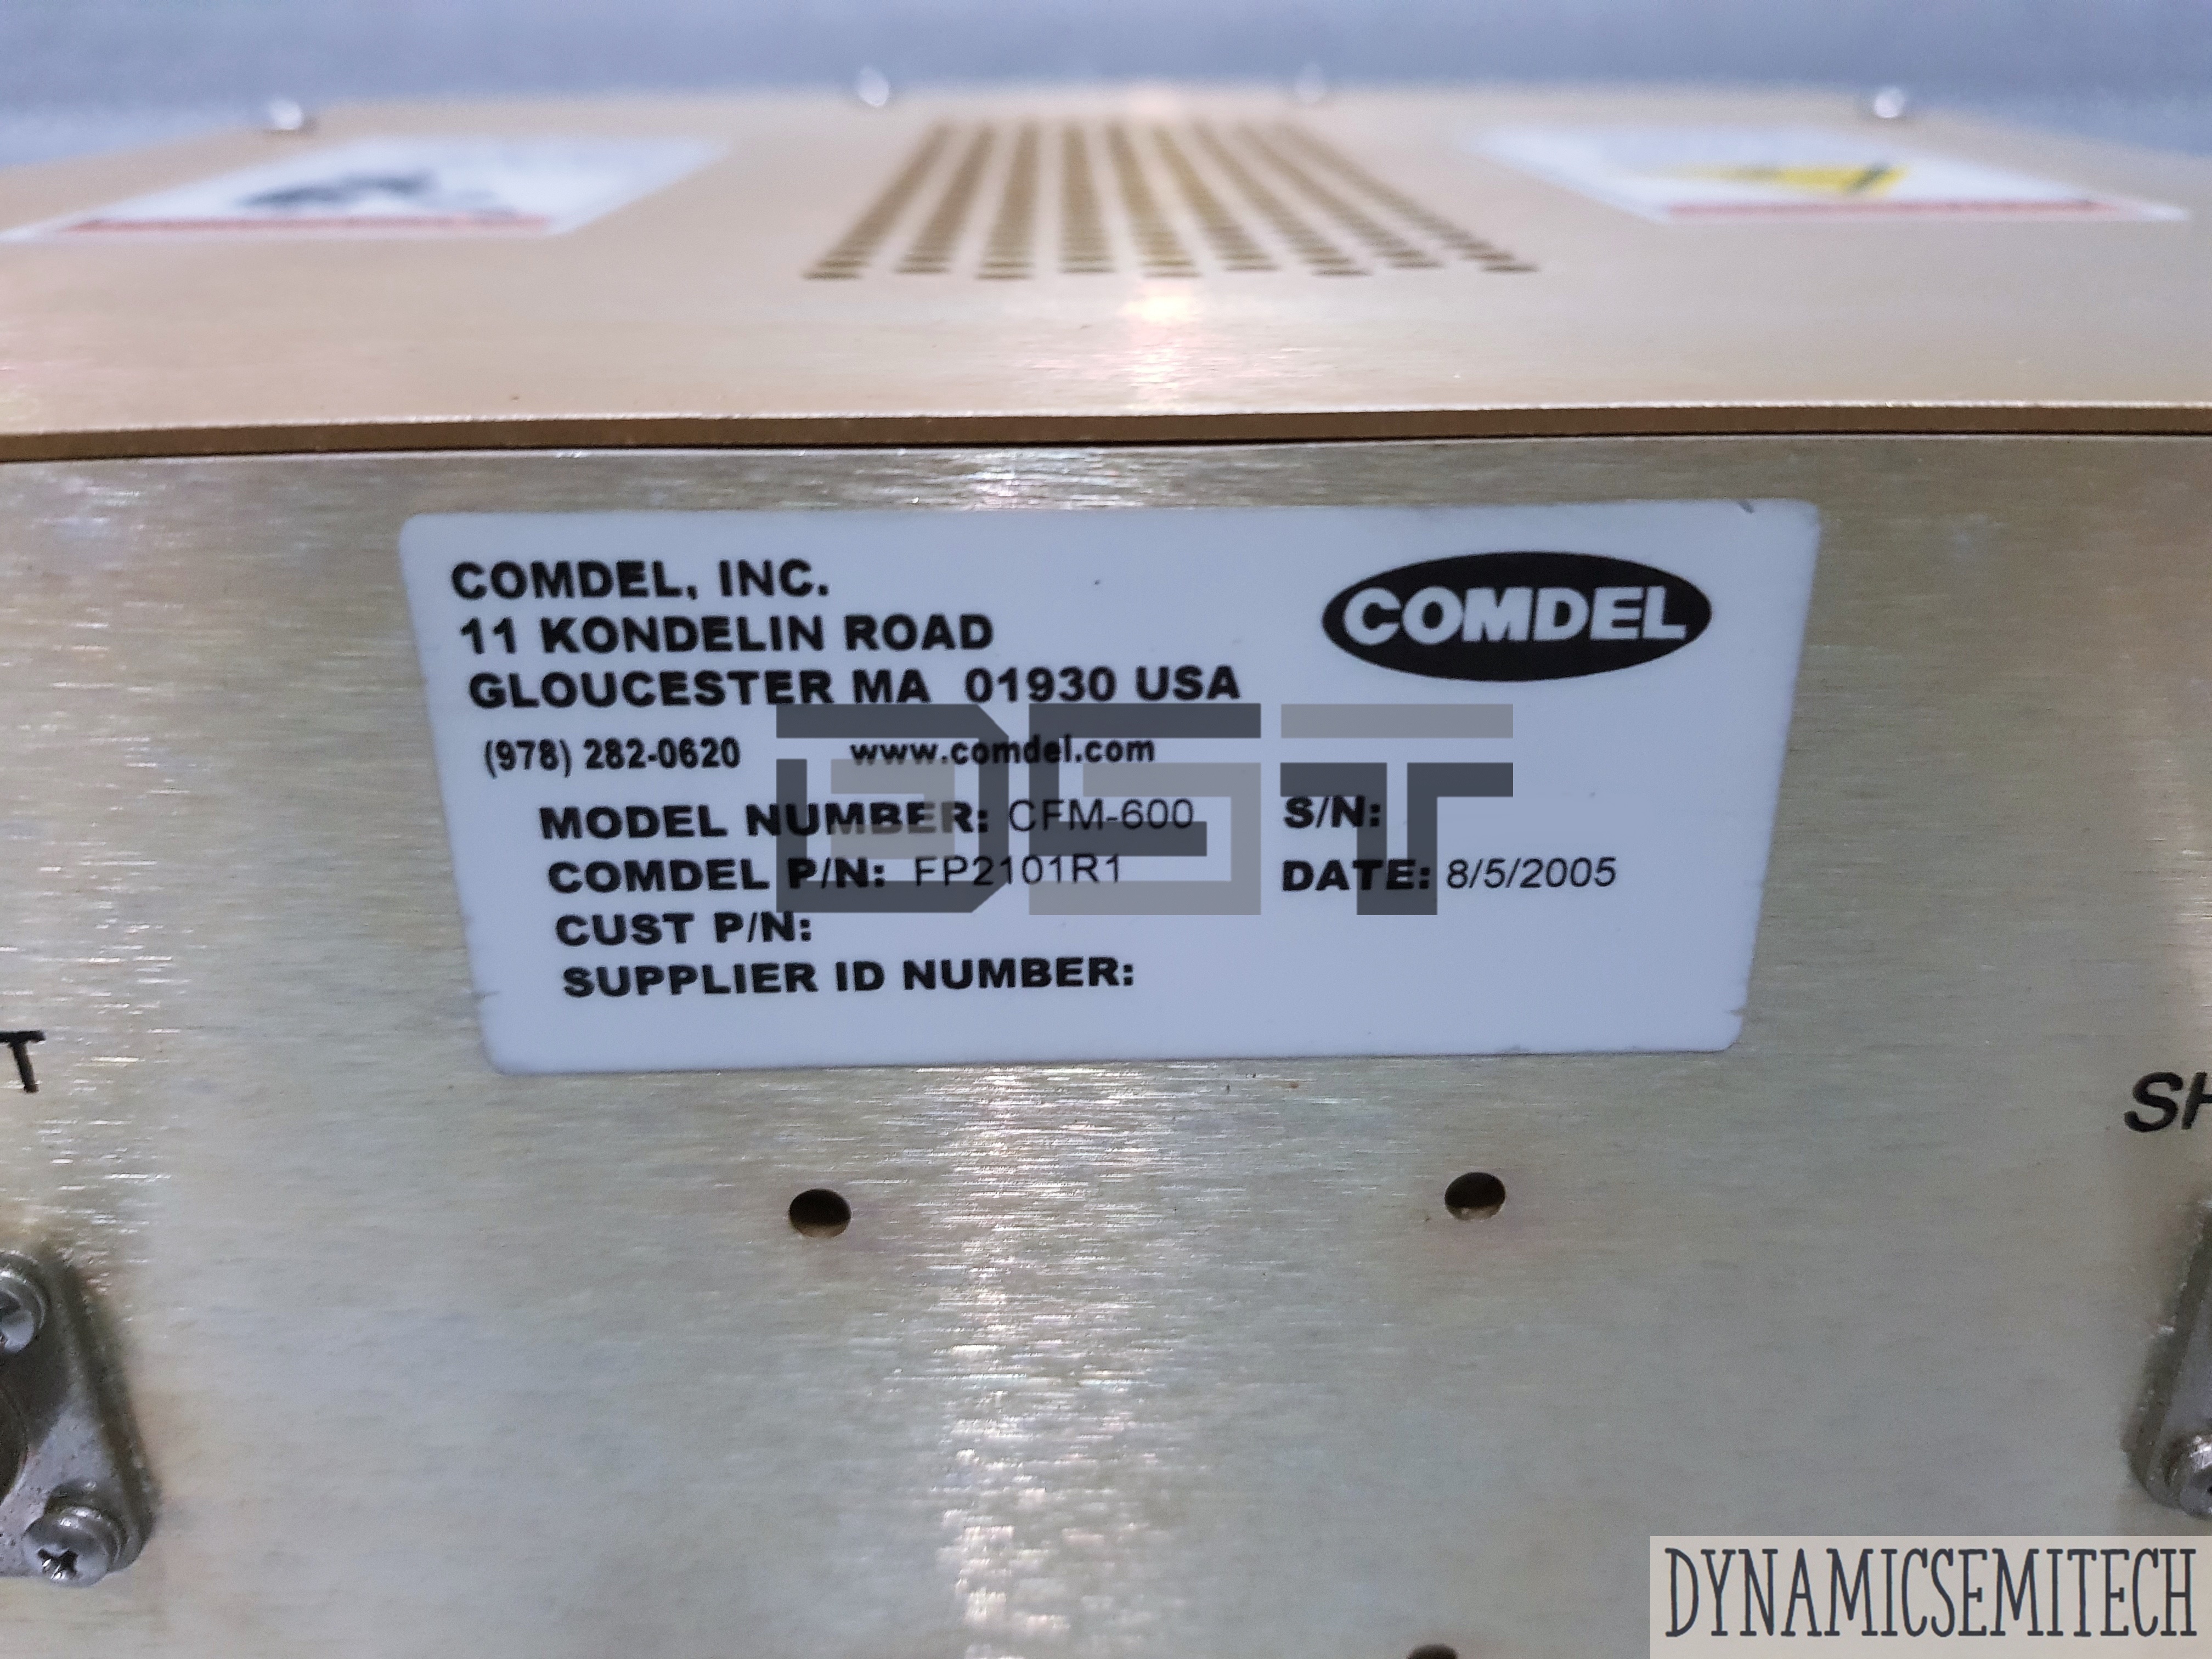 COMDEL, INC.
11 KONDELIN ROAD
GLOUCESTER MA 01930 USA
COMDEL
(978) 282-0620 www.comdel.com
MODEL NUMBER: CFM-600 S/N:
COMDEL P/N: FP2101R1 DATE: 8/5/2005
CUST P/N:
SUPPLIER ID NUMBER:
DST
T
SH
DYNAMICSEMITECH